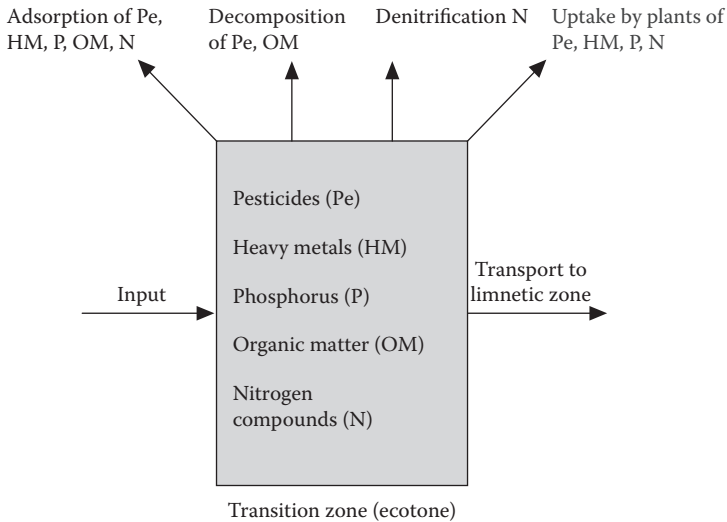 Adsorption of Pe,
HM, P, OM, N
Decomposition
of Pe, OM
Denitrification N
Uptake by plants of
Pe, HM, P, N
Pesticides (Pe)
Heavy metals (HM)
Phosphorus (P)
Organic matter (OM)
Nitrogen
compounds (N)
Input
Transport to
limnetic zone
Transition zone (ecotone)